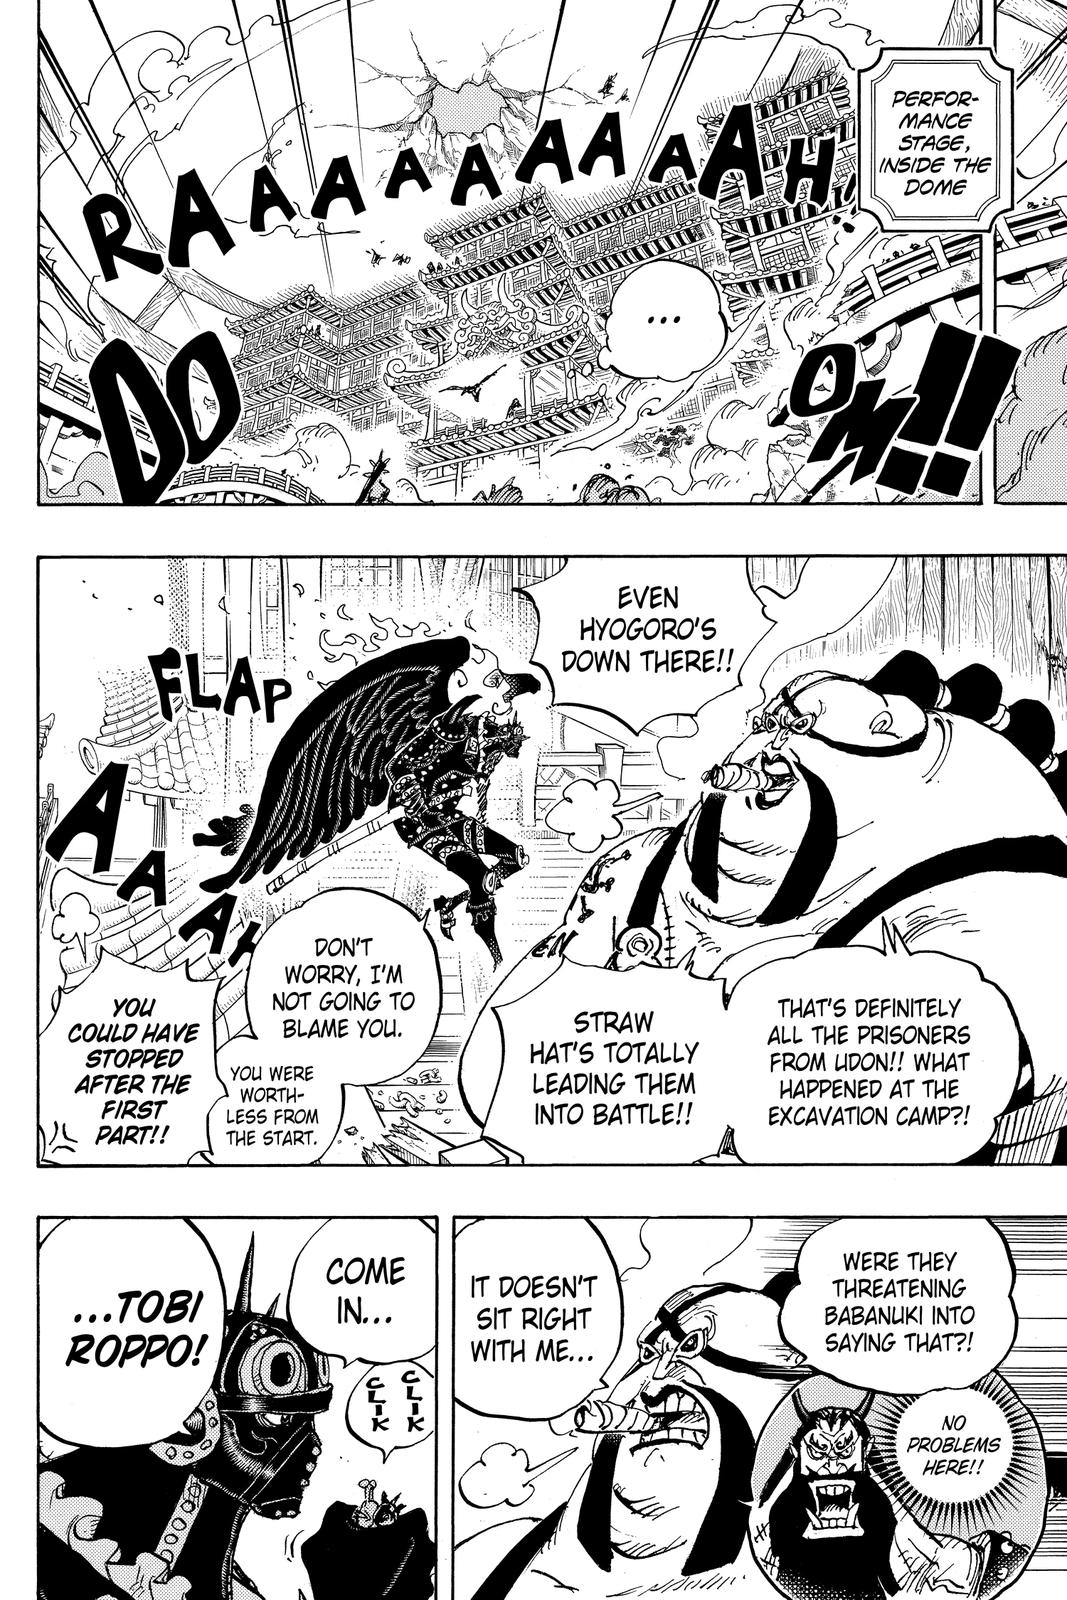 PERFOR-
MANCE
STAGE,
INSIDE THE
DOME
RAAAAAAAAAH!
...
DOOM!!
EVEN
HYOGORO'S
DOWN THERE!!
THAT'S DEFINITELY
ALL THE PRISONERS
FROM UDON!! WHAT
HAPPENED AT THE
EXCAVATION CAMP?!
STRAW
HAT'S TOTALLY
LEADING THEM
INTO BATTLE!!
FLAP
AAAAH
DON'T
WORRY, I'M
NOT GOING TO
BLAME YOU.
YOU WERE
WORTH-
LESS FROM
THE START.
YOU
COULD HAVE
STOPPED
AFTER THE
FIRST
PART!!
WERE THEY
THREATENING
BABANUKI INTO
SAYING THAT?!
NO
PROBLEMS
HERE!!
IT DOESN'T
SIT RIGHT
WITH ME...
COME
IN...
CLIK
CLIK
...TOBI
ROPPO!